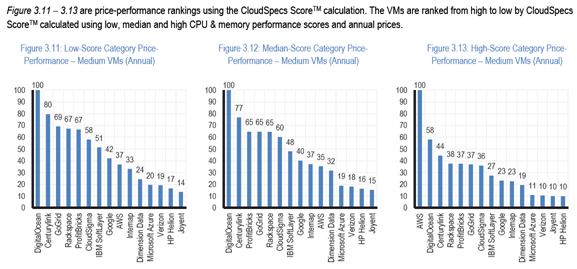 Figure 3.11 – 3.13 are price-performance rankings using the CloudSpecs Score™ calculation. The VMs are ranked from high to low by CloudSpecs
Score™ calculated using low, median and high CPU & memory performance scores and annual prices.
Figure 3.11: Low-Score Category Price-
Performance – Medium VMs (Annual)
100
90
80
70
60
50
40
30
20
10
0
100
80
69
67
67
58
51
42
37
33
24
20
19
17
14
DigitalOcean
Centurylink
GoGrid
Rackspace
ProfitBricks
CloudSigma
IBM SoftLayer
Google
AWS
Internap
Dimension Data
Microsoft Azure
Verizon
HP Helion
Joyent
Figure 3.12: Median-Score Category Price-
Performance – Medium VMs (Annual)
100
90
80
70
60
50
40
30
20
10
0
100
77
65
65
65
60
48
40
37
35
32
19
18
16
15
DigitalOcean
Centurylink
ProfitBricks
GoGrid
Rackspace
CloudSigma
IBM SoftLayer
Google
Internap
AWS
Dimension Data
Microsoft Azure
Verizon
HP Helion
Joyent
Figure 3.13: High-Score Category Price-
Performance – Medium VMs (Annual)
100
90
80
70
60
50
40
30
20
10
0
100
58
44
38
37
37
36
27
23
23
19
11
10
10
10
AWS
DigitalOcean
Centurylink
Rackspace
ProfitBricks
GoGrid
CloudSigma
IBM SoftLayer
Google
Internap
Dimension Data
Microsoft Azure
Verizon
Joyent
HP Helion